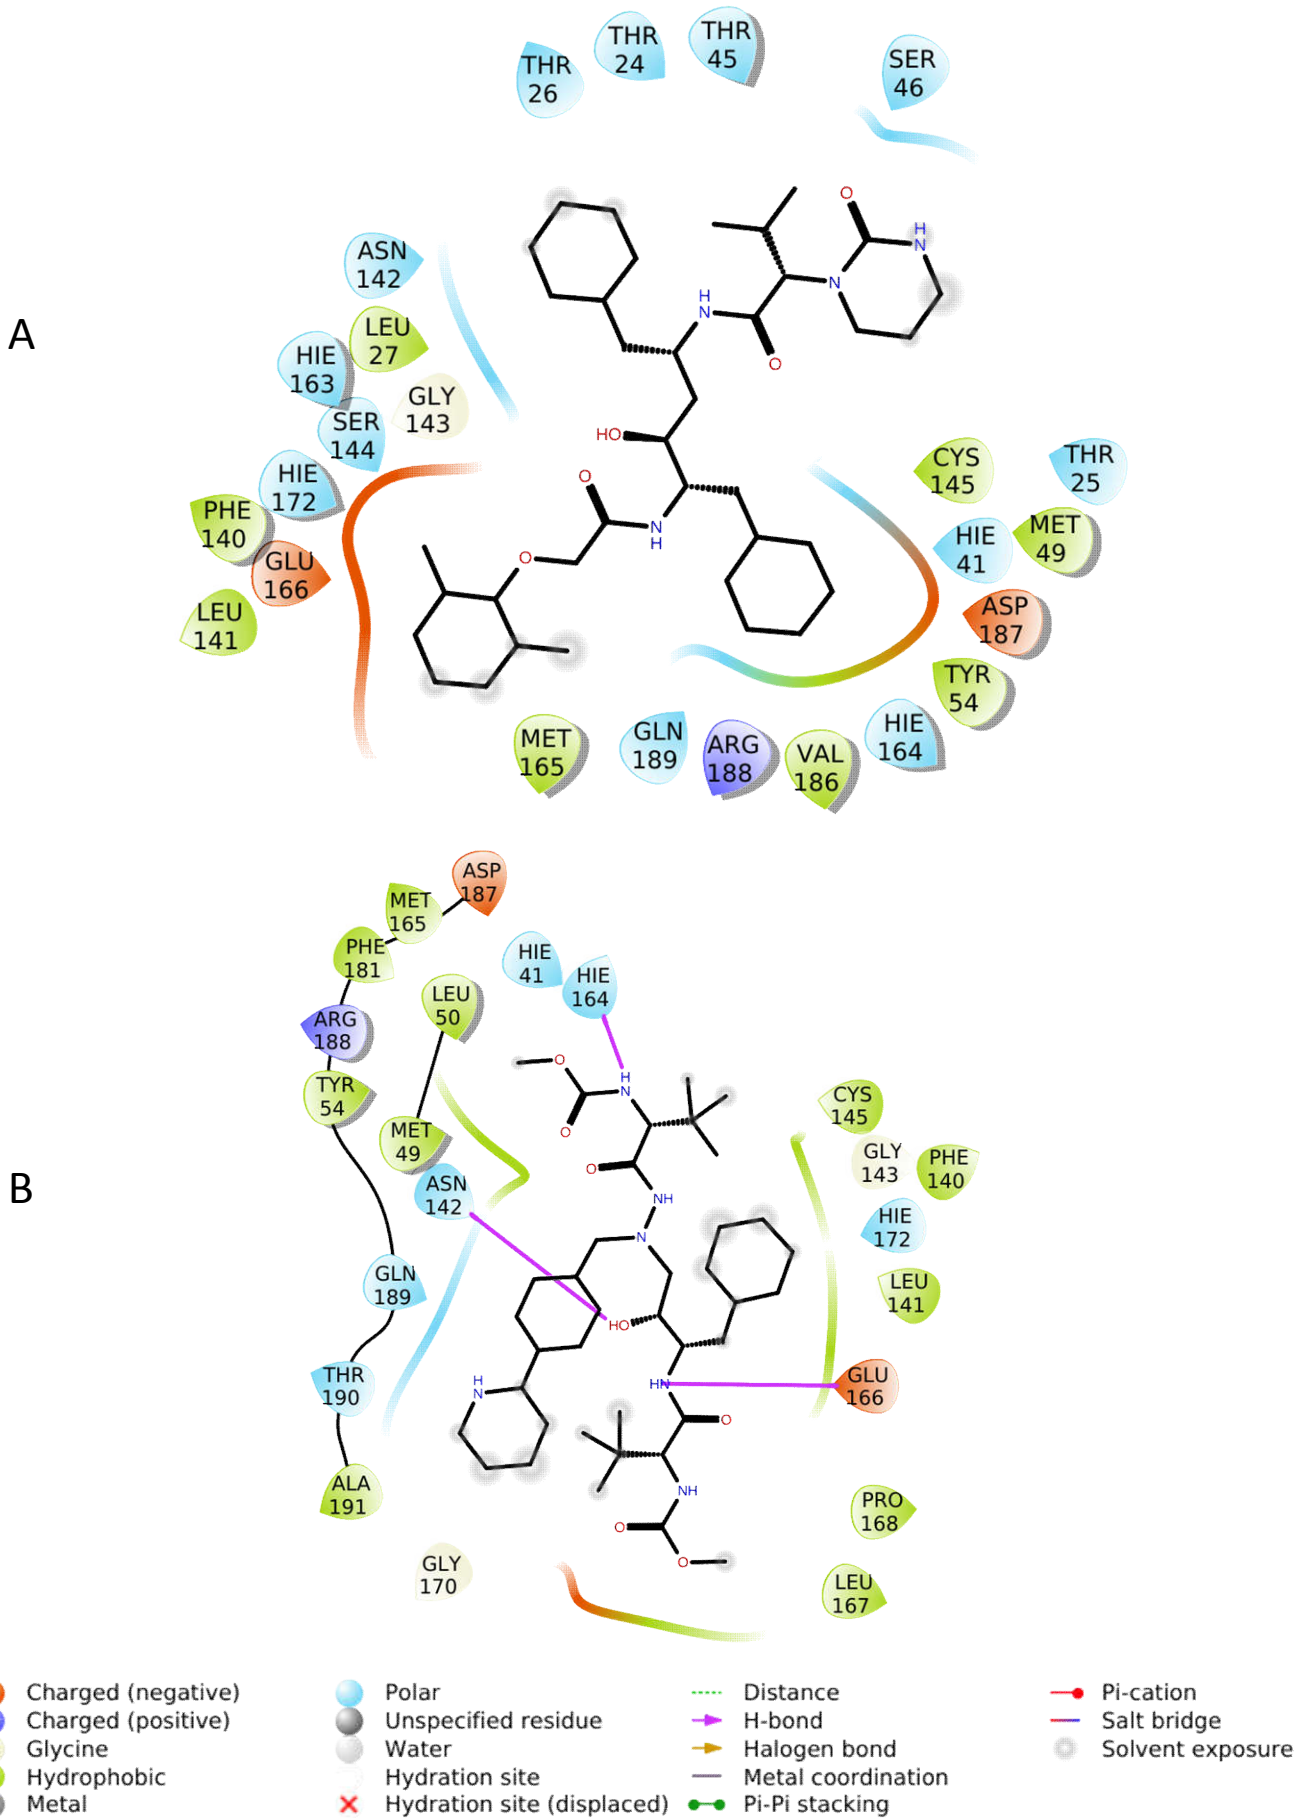 THR
26
THR
24
THR
45
SER
46
O
H
N
N
H
N
O
ASN
142
LEU
27
HIE
163
GLY
143
SER
144
HIE
172
PHE
140
GLU
166
LEU
141
A
HO
O
N
H
O
CYS
145
THR
25
HIE
41
MET
49
ASP
187
TYR
54
HIE
164
VAL
186
ARG
188
GLN
189
MET
165
ASP
187
MET
165
PHE
181
ARG
188
TYR
54
LEU
50
MET
49
ASN
142
HIE
41
HIE
164
O
H
N
O
O
NH
N
HO
HN
O
H
N
NH
O
O
B
CYS
145
GLY
143
PHE
140
HIE
172
LEU
141
GLU
166
GLN
189
THR
190
ALA
191
GLY
170
PRO
168
LEU
167
Charged (negative)
Charged (positive)
Glycine
Hydrophobic
Metal
Polar
Unspecified residue
Water
Hydration site
Hydration site (displaced)
Distance
H-bond
Halogen bond
Metal coordination
Pi-Pi stacking
Pi-cation
Salt bridge
Solvent exposure